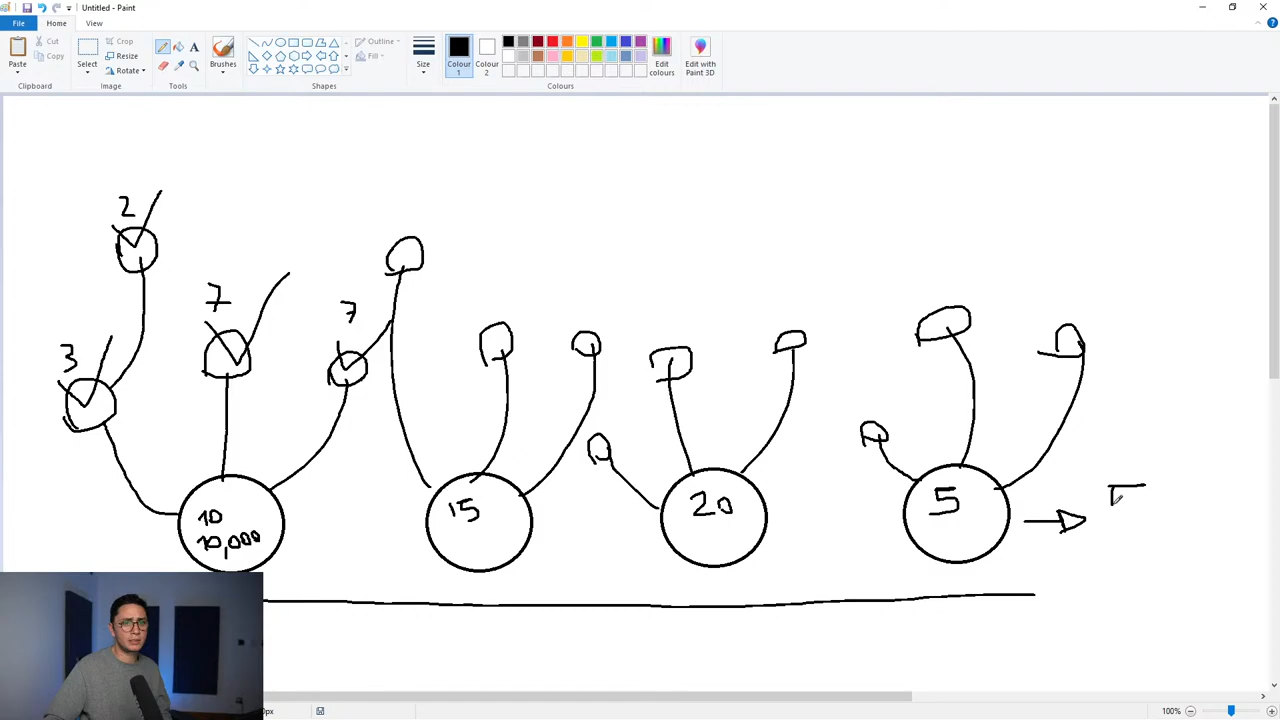 Untitled - Paint
File
Home
View
Paste
Cut
Copy
Clipboard
Select
Crop
Resize
Rotate
Image
Tools
Brushes
Shapes
Outline
Fill
Size
Colour 1
Colour 2
Edit colours
Colours
Edit with Paint 3D
2
7
7
3
10
10,000
15
20
5
px
100%